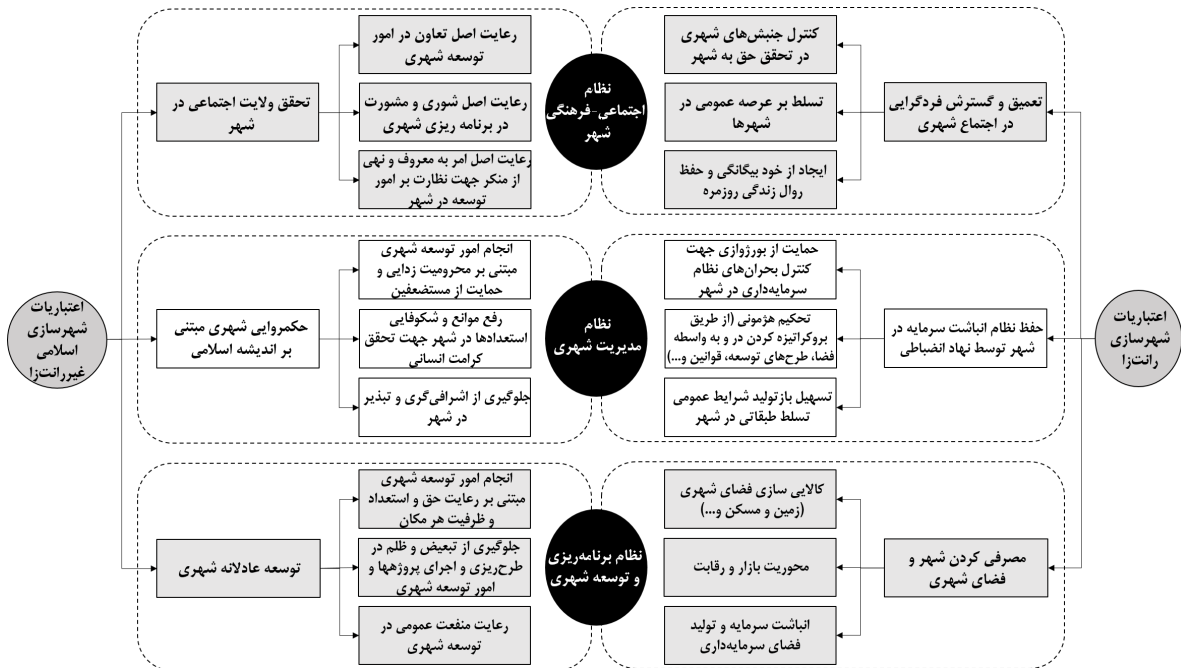 اعتباریات
شهرسازی
رانت‌زا
تعمیق و گسترش فردگرایی
در اجتماع شهری
کنترل جنبش‌های شهری
در تحقق حق به شهر
تسلط بر عرصه عمومی در
شهرها
ایجاد از خود بیگانگی و حفظ
روال زندگی روزمره
نظام
اجتماعی-فرهنگی
شهر
رعایت اصل تعاون در امور
توسعه شهری
رعایت اصل شوری و مشورت
در برنامه ریزی شهری
رعایت اصل امر به معروف و نهی
از منکر جهت نظارت بر امور
توسعه در شهر
تحقق ولایت اجتماعی در
شهر
حفظ نظام انباشت سرمایه در
شهر توسط نهاد انضباطی
حمایت از بورژوازی جهت
کنترل بحران‌های نظام
سرمایه‌داری در شهر
تحکیم هژمونی (از طریق
بروکراتیزه کردن در و به واسطه
فضا، طرح‌های توسعه، قوانین و...)
تسهیل بازتولید شرایط عمومی
تسلط طبقاتی در شهر
نظام
مدیریت شهری
انجام امور توسعه شهری
مبتنی بر محرومیت زدایی و
حمایت از مستضعفین
رفع موانع و شکوفایی
استعدادها در شهر جهت تحقق
کرامت انسانی
جلوگیری از اشرافی‌گری و تبذیر
در شهر
حکمروایی شهری مبتنی
بر اندیشه اسلامی
مصرفی کردن شهر و
فضای شهری
کالایی سازی فضای شهری
(زمین و مسکن و...)
محوریت بازار و رقابت
انباشت سرمایه و تولید
فضای سرمایه‌داری
نظام برنامه‌ریزی
و توسعه شهری
انجام امور توسعه شهری
مبتنی بر رعایت حق و استعداد
و ظرفیت هر مکان
جلوگیری از تبعیض و ظلم در
طرح‌ریزی و اجرای پروژهها و
امور توسعه شهری
رعایت منفعت عمومی در
توسعه شهری
توسعه عادلانه شهری
اعتباریات
شهرسازی
اسلامی
غیررانت‌زا